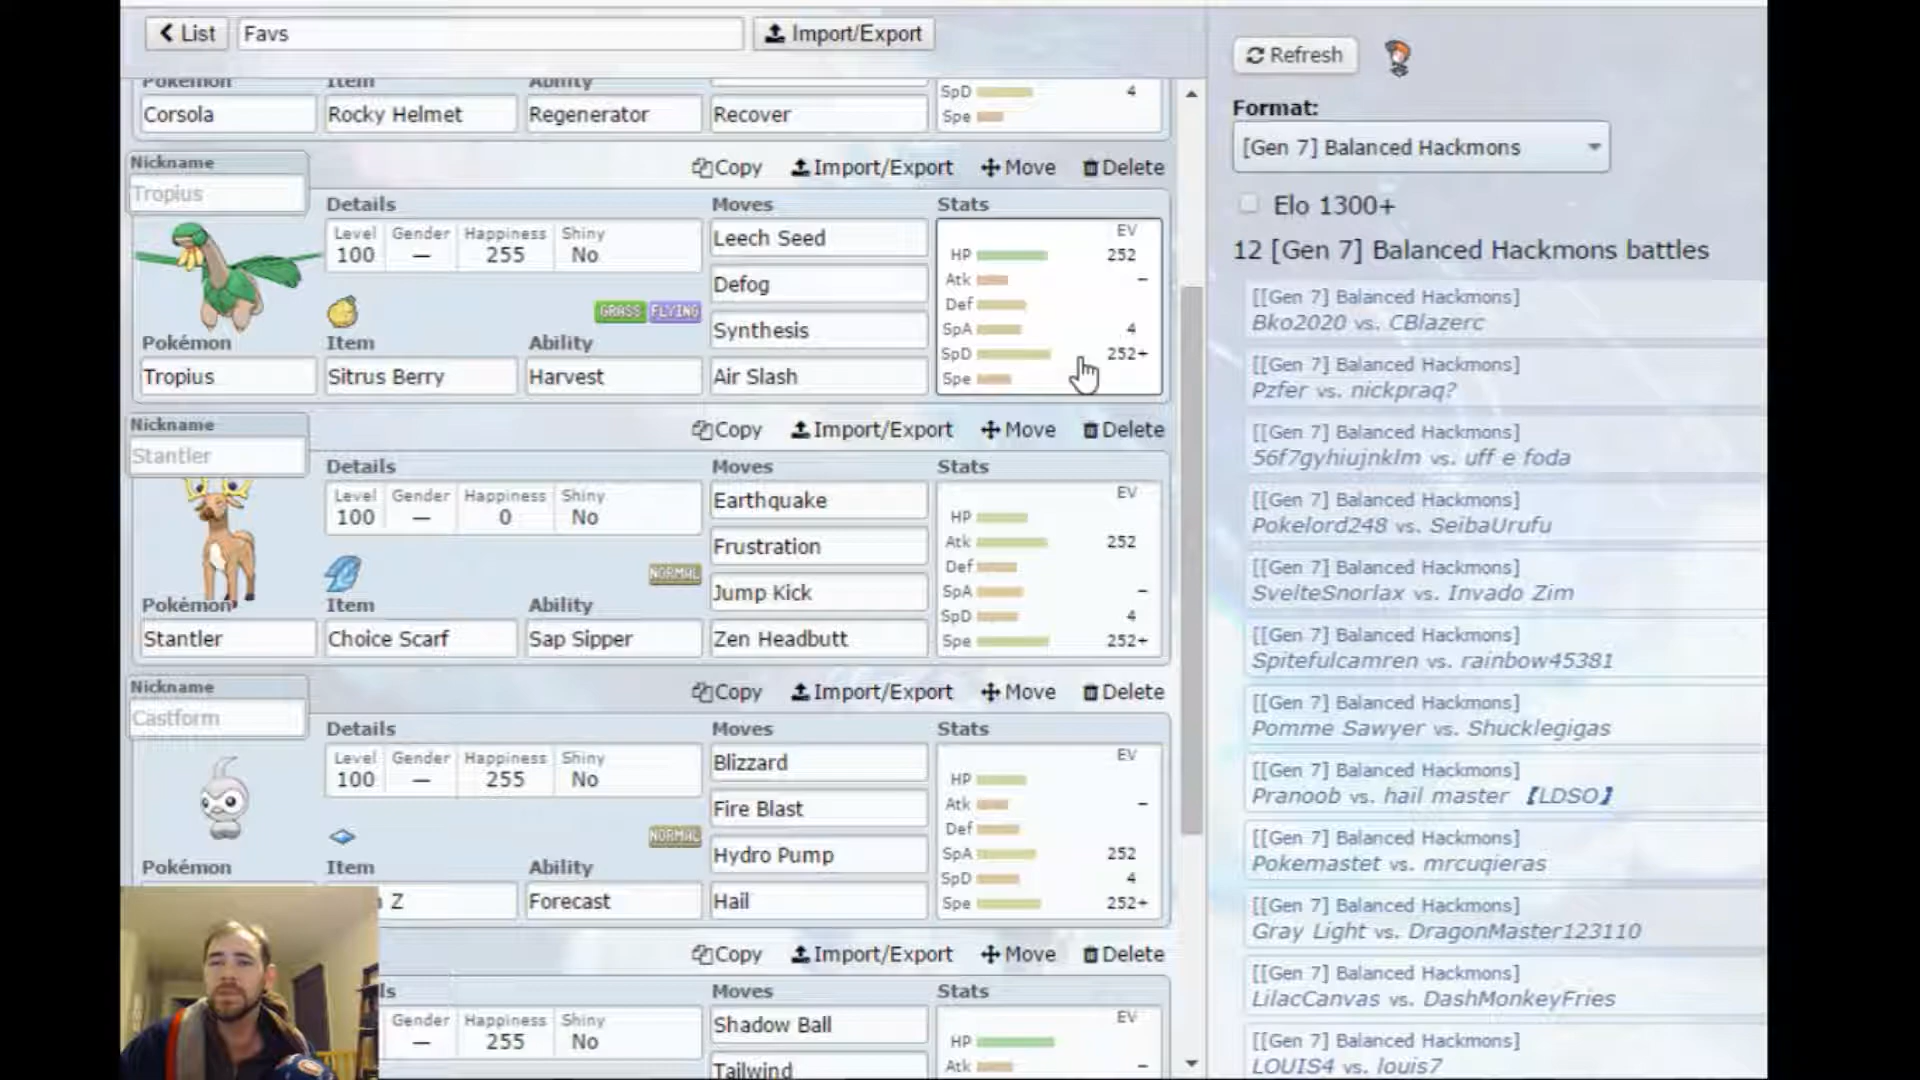 List
Favs
Import/Export
Pokémon Item Ability
Corsola Rocky Helmet Regenerator Recover
SpD 4
Spe
Nickname
Tropius
Copy Import/Export Move Delete
Details Moves Stats
Level Gender Happiness Shiny
100 — 255 No
GRASS FLYING
Pokémon Item Ability
Tropius Sitrus Berry Harvest
Leech Seed
Defog
Synthesis
Air Slash
EV
HP 252
Atk –
Def
SpA 4
SpD 252+
Spe
Nickname
Stantler
Copy Import/Export Move Delete
Details Moves Stats
Level Gender Happiness Shiny
100 — 0 No
NORMAL
Pokémon Item Ability
Stantler Choice Scarf Sap Sipper
Earthquake
Frustration
Jump Kick
Zen Headbutt
EV
HP
Atk 252
Def
SpA –
SpD 4
Spe 252+
Nickname
Castform
Copy Import/Export Move Delete
Details Moves Stats
Level Gender Happiness Shiny
100 — 255 No
NORMAL
Pokémon Item Ability
Z Forecast
Blizzard
Fire Blast
Hydro Pump
Hail
EV
HP
Atk –
Def
SpA 252
SpD 4
Spe 252+
Copy Import/Export Move Delete
ls Moves Stats
Gender Happiness Shiny
— 255 No
Shadow Ball
Tailwind
EV
HP
Atk –
Refresh
Format:
[Gen 7] Balanced Hackmons
Elo 1300+
12 [Gen 7] Balanced Hackmons battles
[[Gen 7] Balanced Hackmons]
Bko2020 vs. CBlazerc
[[Gen 7] Balanced Hackmons]
Pzfer vs. nickpraq?
[[Gen 7] Balanced Hackmons]
56f7gyhiujnklm vs. uff e foda
[[Gen 7] Balanced Hackmons]
Pokelord248 vs. SeibaUrufu
[[Gen 7] Balanced Hackmons]
SvelteSnorlax vs. Invado Zim
[[Gen 7] Balanced Hackmons]
Spitefulcamren vs. rainbow45381
[[Gen 7] Balanced Hackmons]
Pomme Sawyer vs. Shucklegigas
[[Gen 7] Balanced Hackmons]
Pranoob vs. hail master 【LDSO】
[[Gen 7] Balanced Hackmons]
Pokemastet vs. mrcuqieras
[[Gen 7] Balanced Hackmons]
Gray Light vs. DragonMaster123110
[[Gen 7] Balanced Hackmons]
LilacCanvas vs. DashMonkeyFries
[[Gen 7] Balanced Hackmons]
LOUIS4 vs. louis7